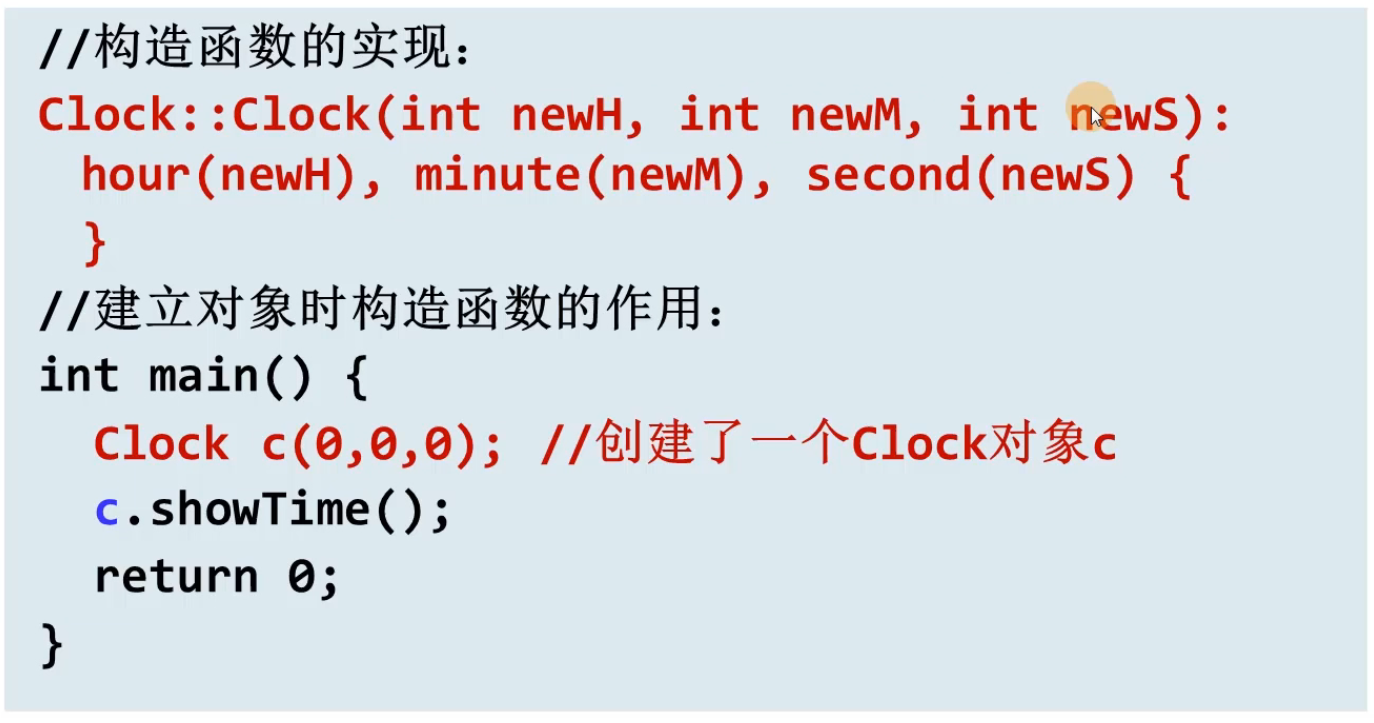 //构造函数的实现：
Clock::Clock(int newH, int newM, int newS):
hour(newH), minute(newM), second(newS) {
}
//建立对象时构造函数的作用：
int main() {
Clock c(0,0,0); //创建了一个Clock对象c
c.showTime();
return 0;
}